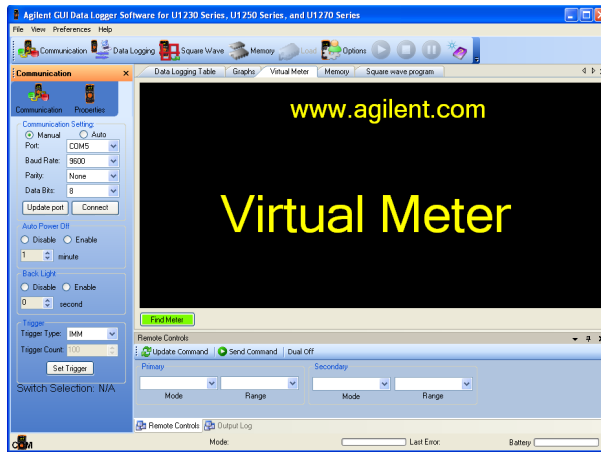 Agilent GUI Data Logger Software for U1230 Series, U1250 Series, and U1270 Series
File View Preferences Help
Communication Data Logging Square Wave Memory Load Options
Communication
Data Logging Table Graphs Virtual Meter Memory Square wave program
Communication Properties
Communication Setting:
Manual Auto
Port: COM5
Baud Rate: 9600
Parity: None
Data Bits: 8
Update port Connect
Auto Power Off
Disable Enable
1 minute
Back Light
Disable Enable
0 second
Trigger
Trigger Type: IMM
Trigger Count: 100
Set Trigger
Switch Selection: N/A
www.agilent.com
Virtual Meter
Find Meter
Remote Controls
Update Command Send Command Dual Off
Primary Secondary
Mode Range Mode Range
Remote Controls Output Log
COM Mode: Last Error: Battery